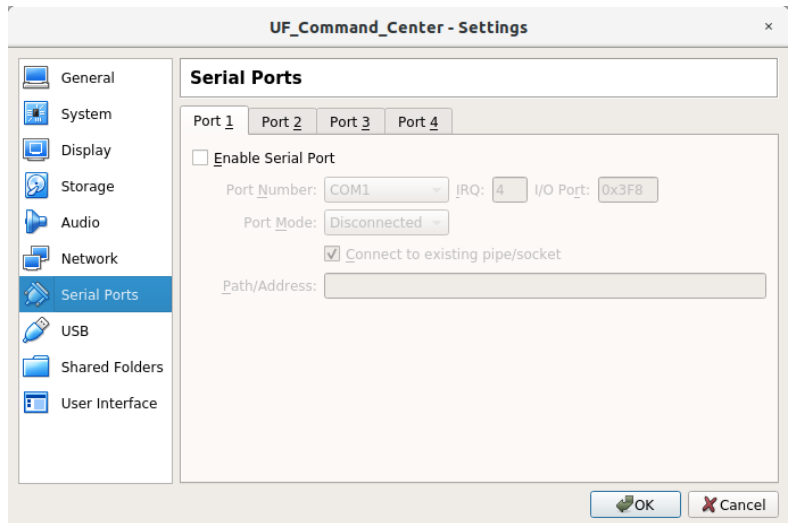 UF_Command_Center - Settings ×
General
System
Display
Storage
Audio
Network
Serial Ports
USB
Shared Folders
User Interface
Serial Ports
Port 1 Port 2 Port 3 Port 4
Enable Serial Port
Port Number: COM1 IRQ: 4 I/O Port: 0x3F8
Port Mode: Disconnected
Connect to existing pipe/socket
Path/Address:
OK Cancel